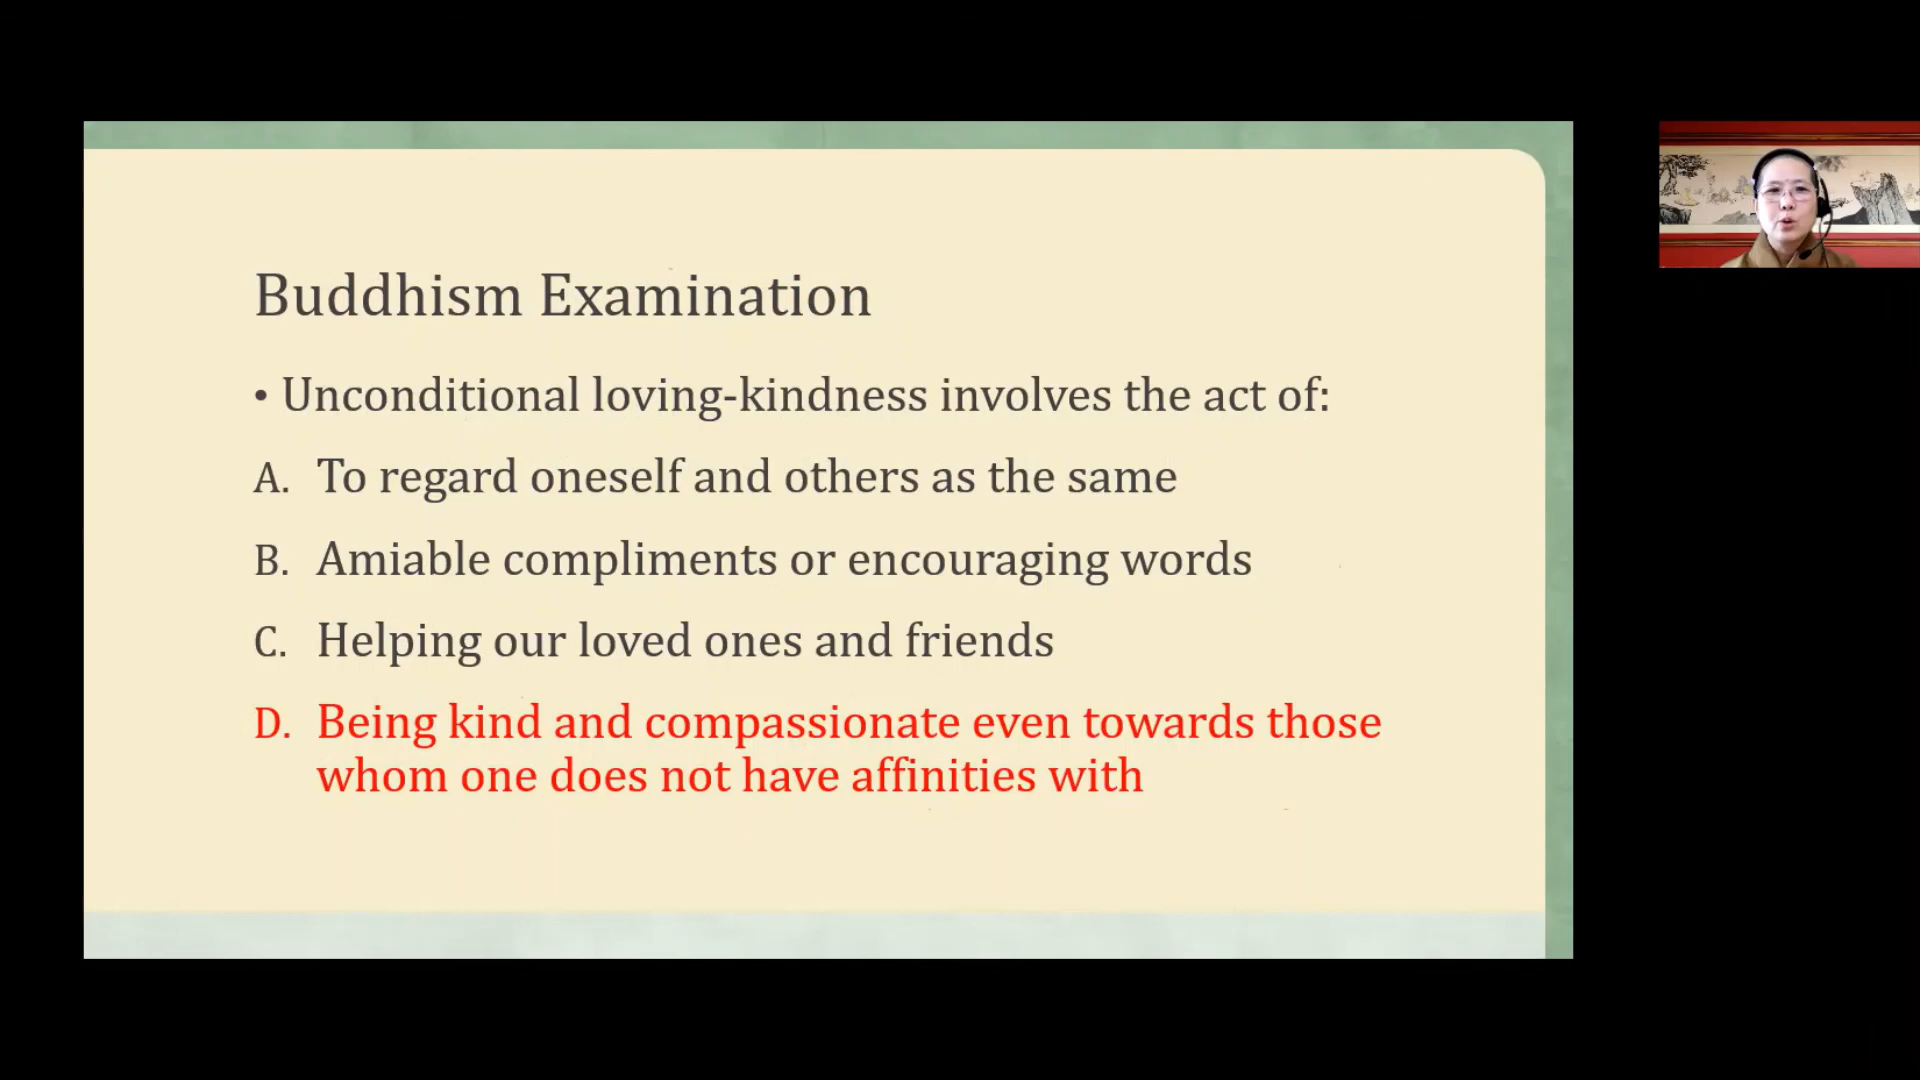 Buddhism Examination
• Unconditional loving-kindness involves the act of:
A. To regard oneself and others as the same
B. Amiable compliments or encouraging words
C. Helping our loved ones and friends
D. Being kind and compassionate even towards those
whom one does not have affinities with